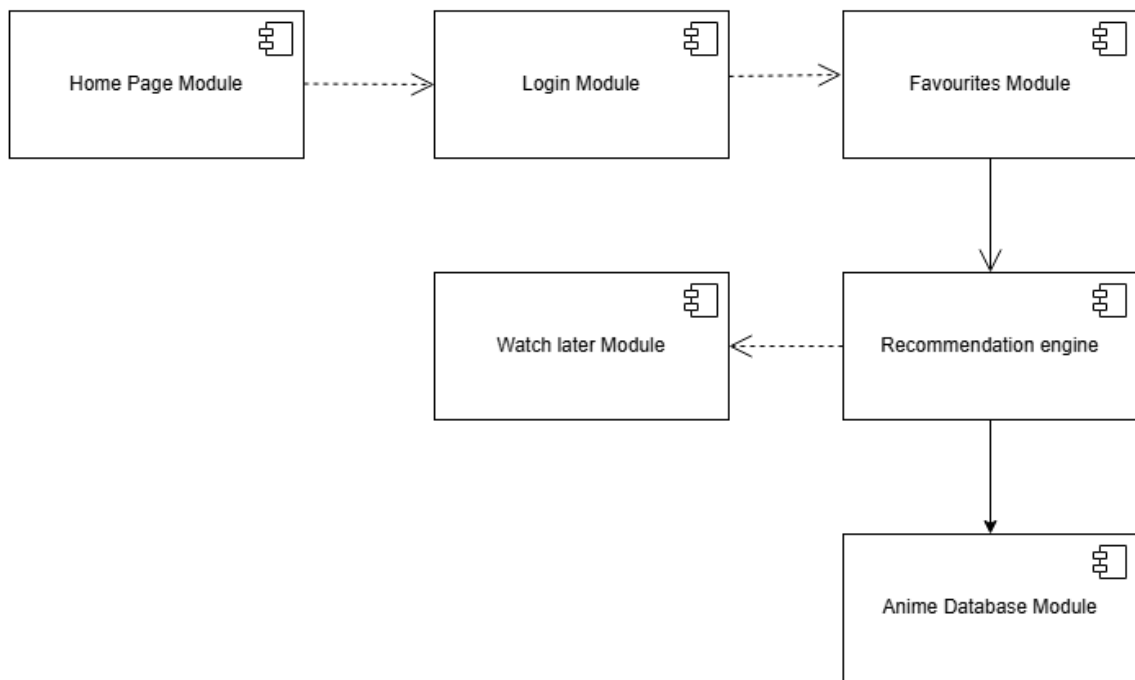 Home Page Module
Login Module
Favourites Module
Watch later Module
Recommendation engine
Anime Database Module